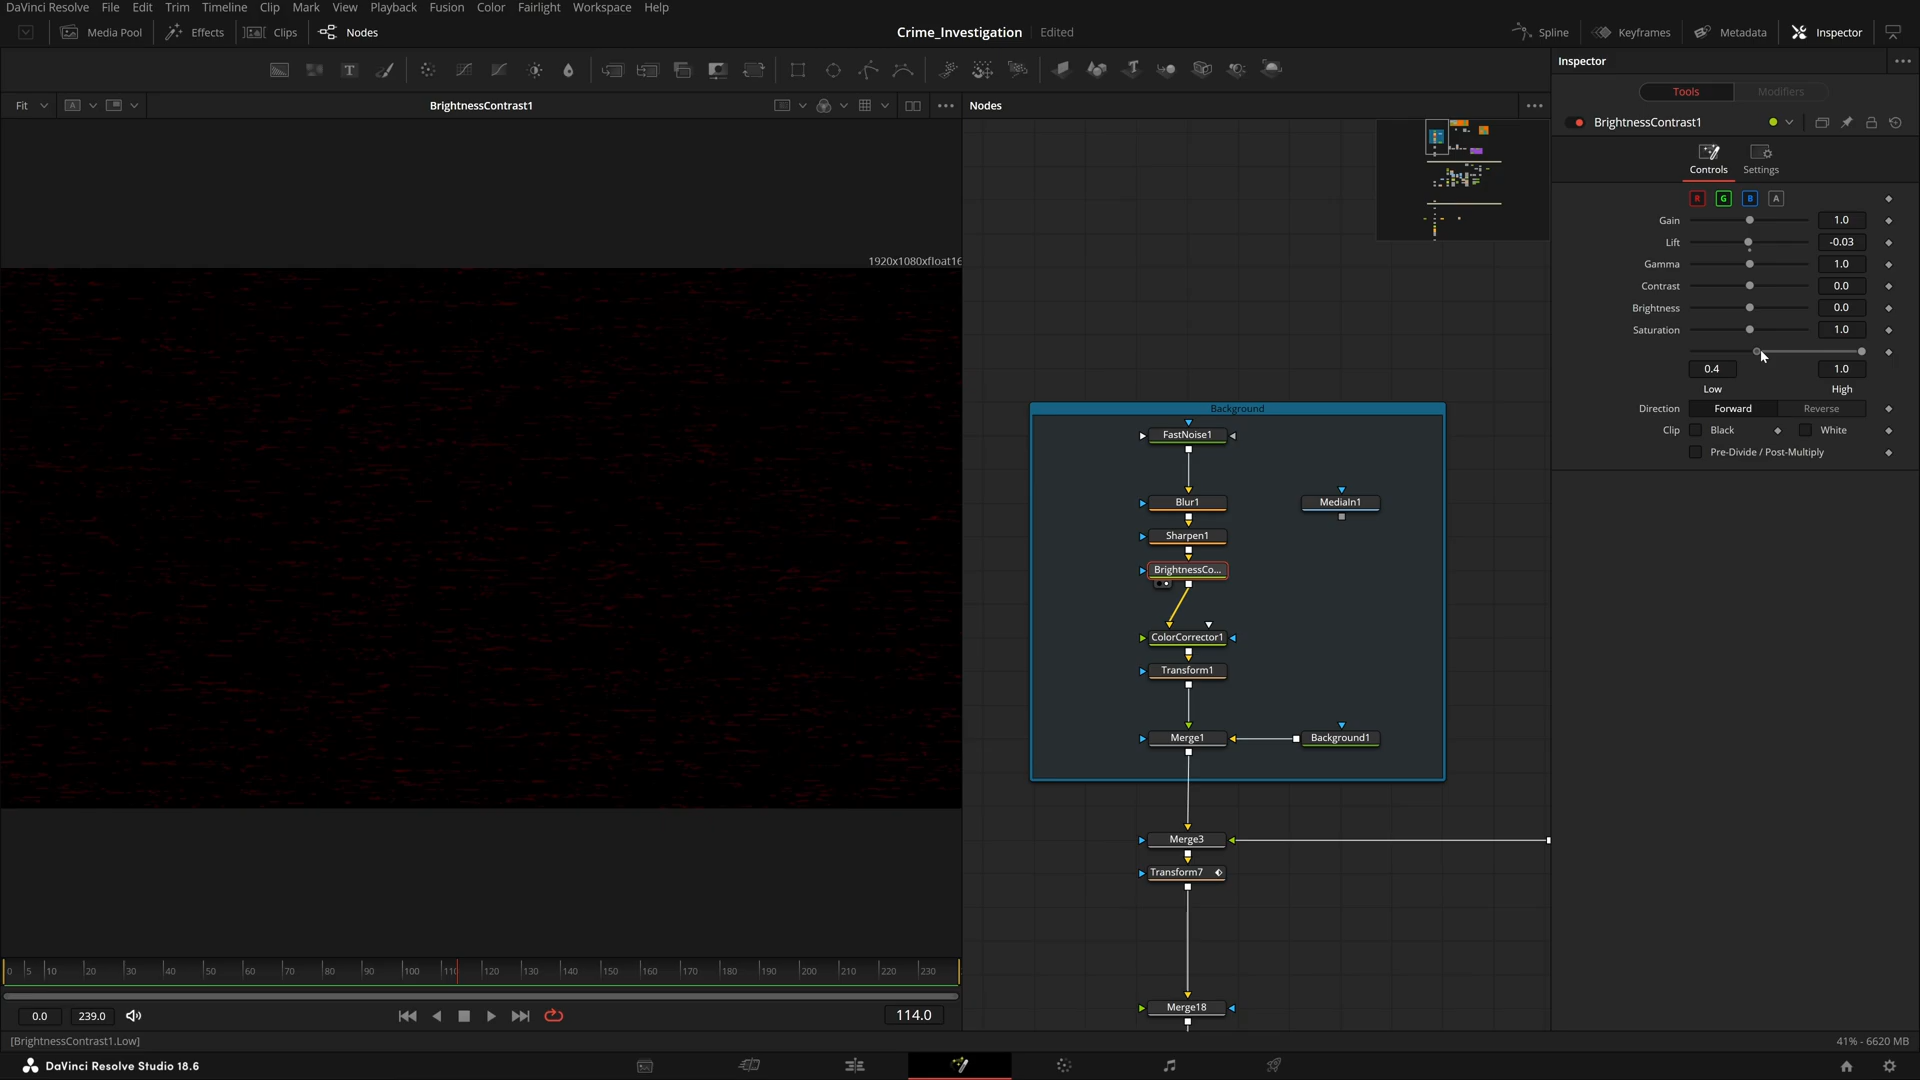 DaVinci Resolve File Edit Trim Timeline Clip Mark View Playback Fusion Color Fairlight Workspace Help
Media Pool Effects Clips Nodes
Crime_Investigation Edited
Spline Keyframes Metadata Inspector
T
Inspector
Fit A
BrightnessContrast1
Nodes
Tools Modifiers
BrightnessContrast1
Controls Settings
R G B A
Gain 1.0
Lift -0.03
Gamma 1.0
Contrast 0.0
Brightness 0.0
Saturation 1.0
0.4 1.0
Low High
Direction Forward Reverse
Clip Black White
Pre-Divide / Post-Multiply
1920x1080xfloat16
Background
FastNoise1
Blur1
MediaIn1
Sharpen1
BrightnessCo...
ColorCorrector1
Transform1
Merge1
Background1
Merge3
Transform7
Merge18
0 5 10 20 30 40 50 60 70 80 90 100 110 120 130 140 150 160 170 180 190 200 210 220 230
0.0 239.0
114.0
[BrightnessContrast1.Low]
41% - 6620 MB
DaVinci Resolve Studio 18.6